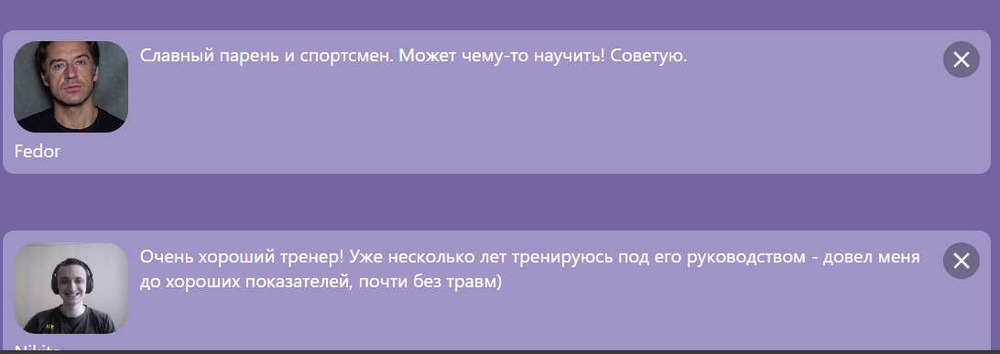 Славный парень и спортсмен. Может чему-то научить! Советую.
Fedor
Очень хороший тренер! Уже несколько лет тренируюсь под его руководством - довел меня
до хороших показателей, почти без травм)
Nikita